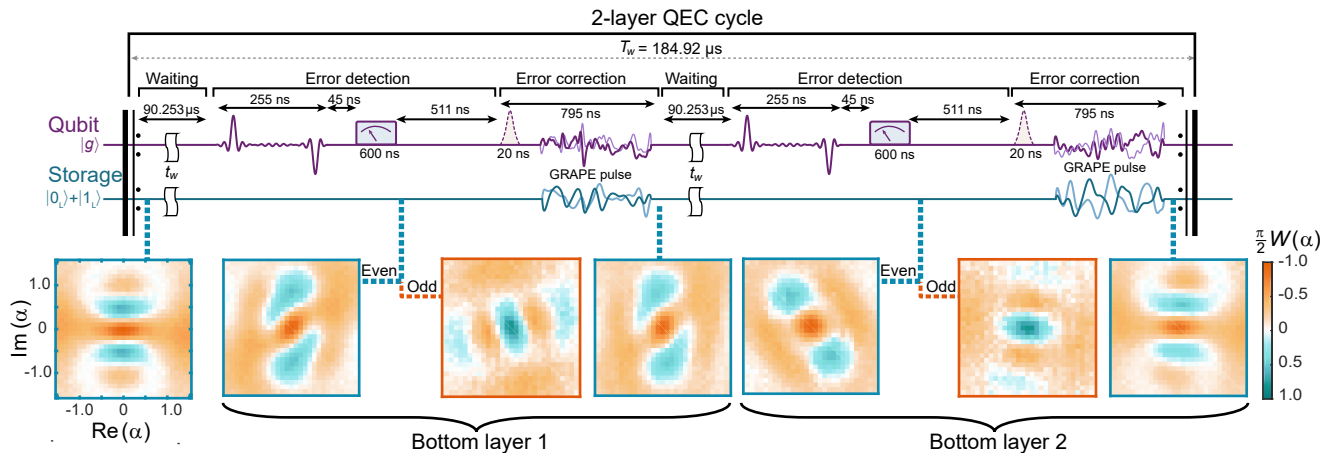 2-layer QEC cycle
T_w = 184.92 µs
Waiting Error detection Error correction Waiting Error detection Error correction
90.253µs 255 ns 45 ns 511 ns 795 ns 90.253µs 255 ns 45 ns 511 ns 795 ns
Qubit
|g⟩
t_w 600 ns 20 ns t_w 600 ns 20 ns
Storage GRAPE pulse GRAPE pulse
|0_L⟩+|1_L⟩
π/2 W(α)
Even Odd Even Odd
1.0
0
-1.0
Im(α)
-1.0 0 1.0
Re(α)
-1.0
-0.5
0
0.5
1.0
Bottom layer 1 Bottom layer 2